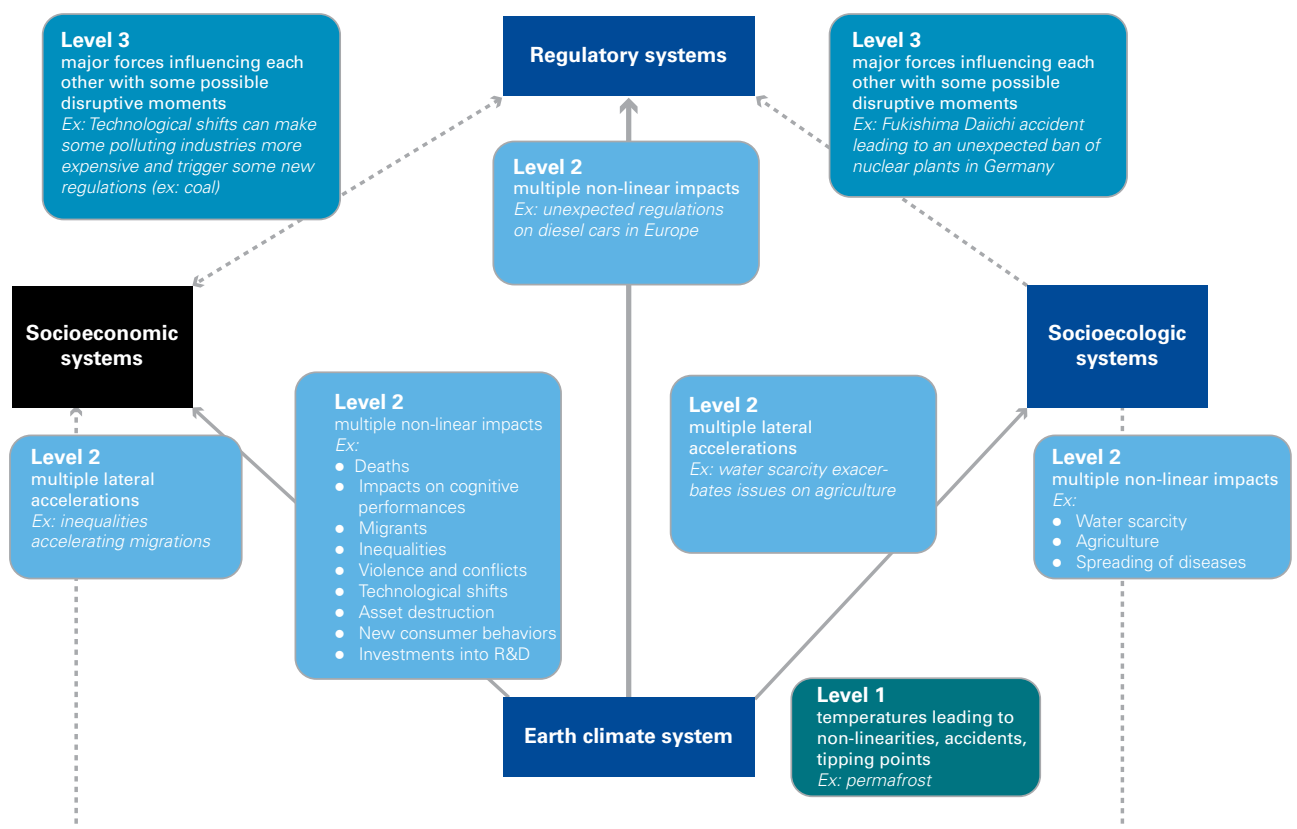 Level 3
major forces influencing each
other with some possible
disruptive moments
Ex: Technological shifts can make
some polluting industries more
expensive and trigger some new
regulations (ex: coal)
Regulatory systems
Level 3
major forces influencing each
other with some possible
disruptive moments
Ex: Fukishima Daiichi accident
leading to an unexpected ban of
nuclear plants in Germany
Level 2
multiple non-linear impacts
Ex: unexpected regulations
on diesel cars in Europe
Socioeconomic
systems
Socioecologic
systems
Level 2
multiple lateral
accelerations
Ex: inequalities
accelerating migrations
Level 2
multiple non-linear impacts
Ex:
● Deaths
● Impacts on cognitive
performances
● Migrants
● Inequalities
● Violence and conflicts
● Technological shifts
● Asset destruction
● New consumer behaviors
● Investments into R&D
Level 2
multiple lateral
accelerations
Ex: water scarcity exacer-
bates issues on agriculture
Level 2
multiple non-linear impacts
Ex:
● Water scarcity
● Agriculture
● Spreading of diseases
Earth climate system
Level 1
temperatures leading to
non-linearities, accidents,
tipping points
Ex: permafrost